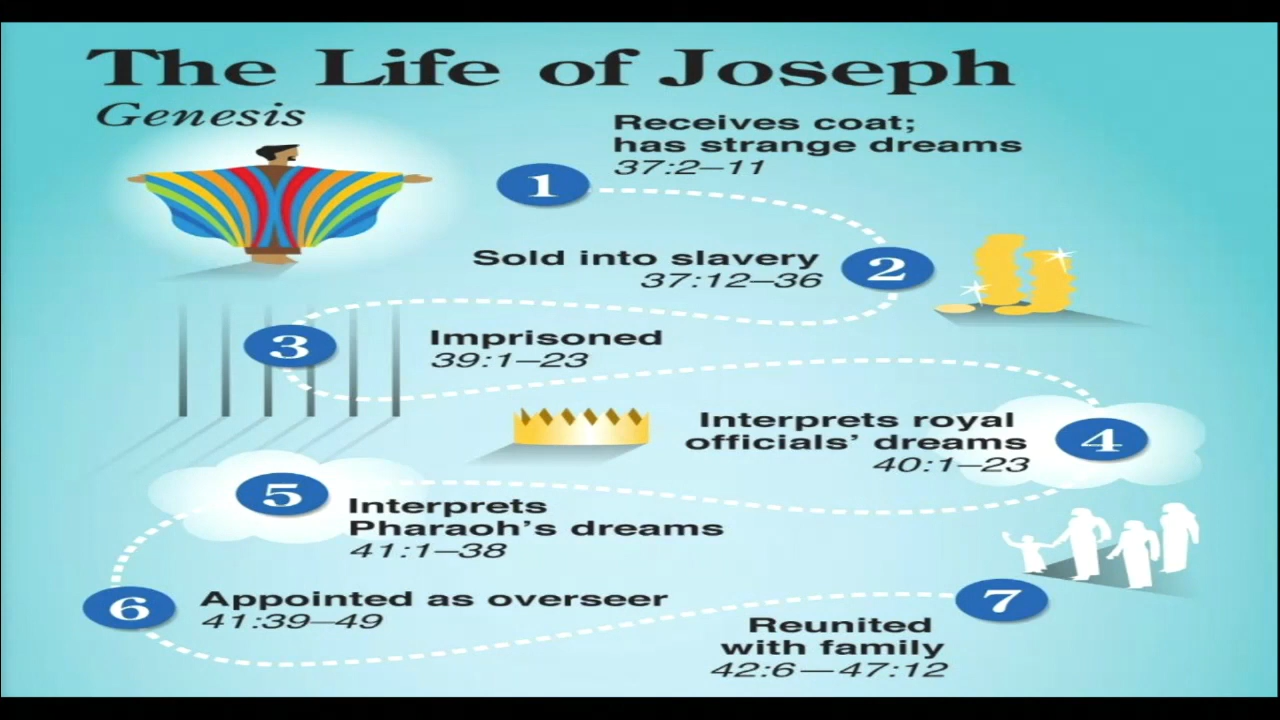 The Life of Joseph
Genesis
1
Receives coat;
has strange dreams
37:2–11
Sold into slavery
37:12–36
2
3
Imprisoned
39:1–23
Interprets royal
officials’ dreams
40:1–23
4
5
Interprets
Pharaoh’s dreams
41:1–38
6
Appointed as overseer
41:39–49
7
Reunited
with family
42:6—47:12